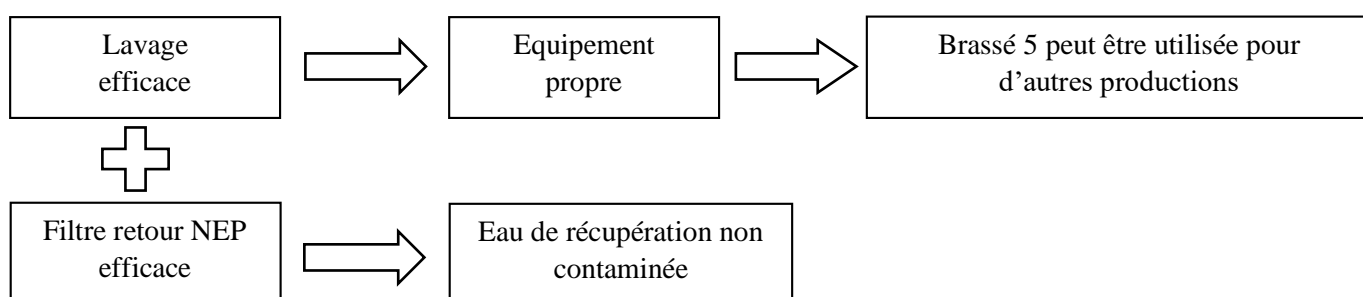 Lavage
efficace
Equipement
propre
Brassé 5 peut être utilisée pour
d’autres productions
Filtre retour NEP
efficace
Eau de récupération non
contaminée